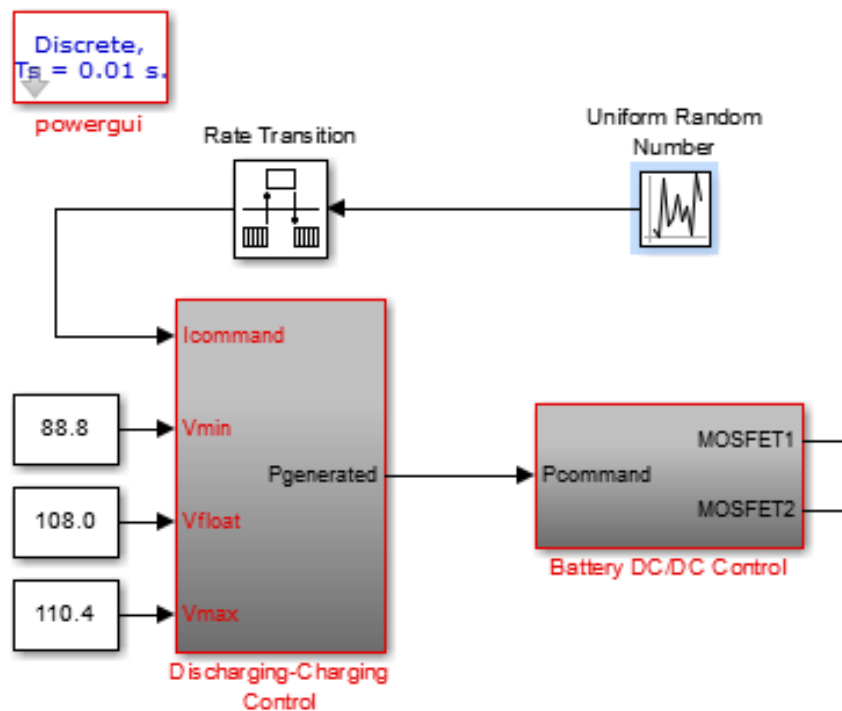 Discrete,
Ts = 0.01 s.
powergui
Rate Transition
Uniform Random
Number
Icommand
88.8
Vmin
Pgenerated
108.0
Vfloat
110.4
Vmax
Discharging-Charging
Control
MOSFET1
Pcommand
MOSFET2
Battery DC/DC Control